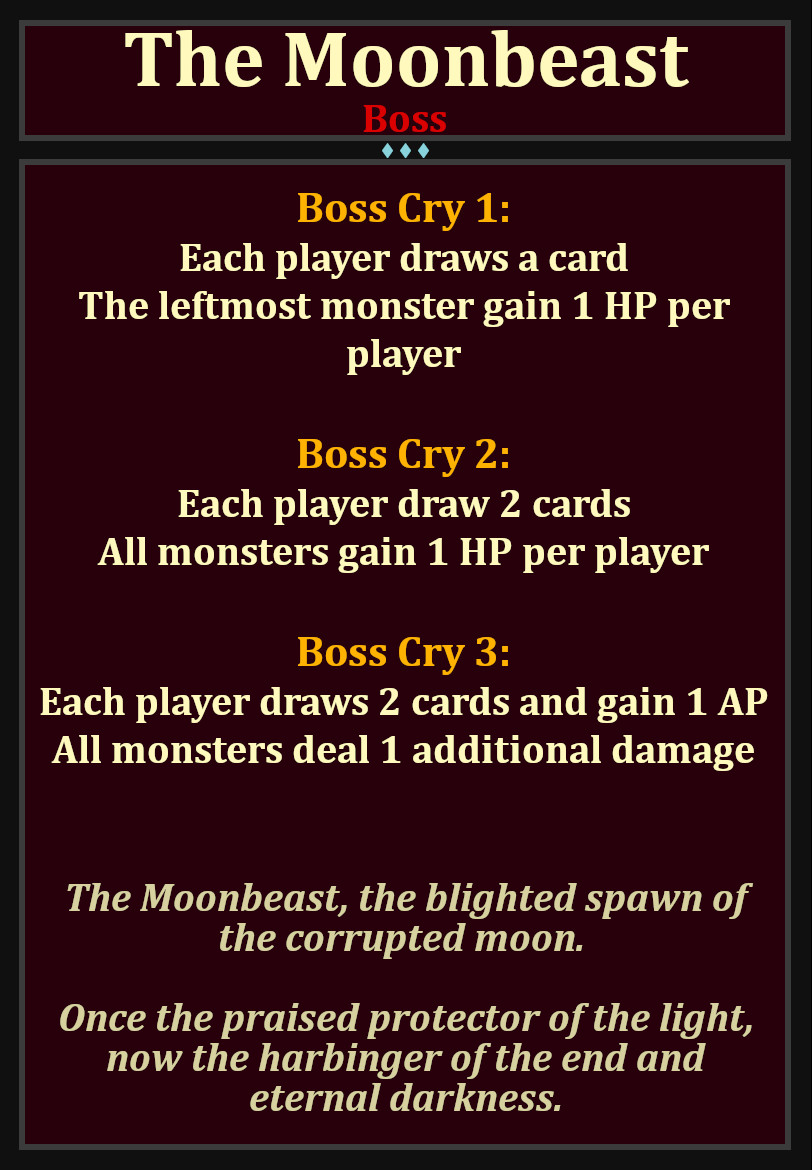 The Moonbeast
Boss
♦♦♦
Boss Cry 1:
Each player draws a card
The leftmost monster gain 1 HP per
player
Boss Cry 2:
Each player draw 2 cards
All monsters gain 1 HP per player
Boss Cry 3:
Each player draws 2 cards and gain 1 AP
All monsters deal 1 additional damage
The Moonbeast, the blighted spawn of
the corrupted moon.
Once the praised protector of the light,
now the harbinger of the end and
eternal darkness.